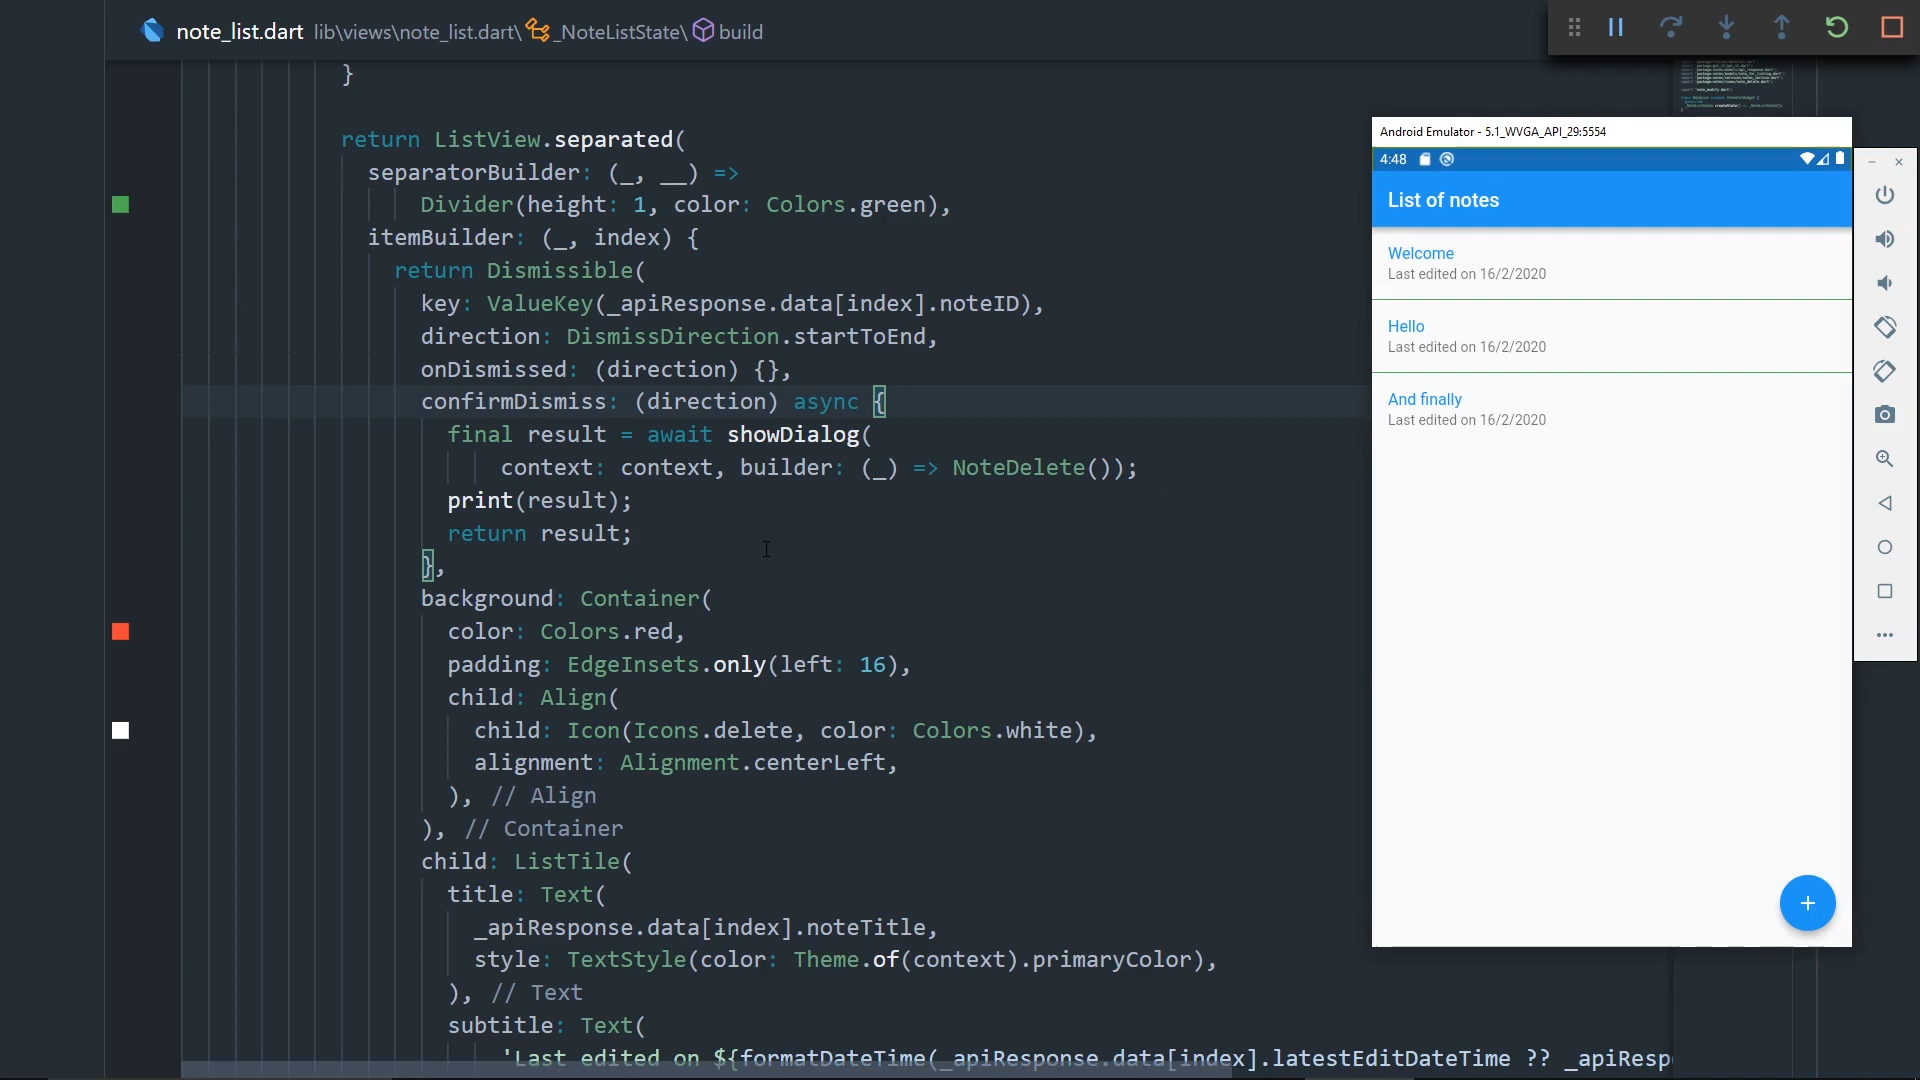 note_list.dart lib\views\note_list.dart\ _NoteListState\ build
}
return ListView.separated(
separatorBuilder: (_, __) =>
Divider(height: 1, color: Colors.green),
itemBuilder: (_, index) {
return Dismissible(
key: ValueKey(_apiResponse.data[index].noteID),
direction: DismissDirection.startToEnd,
onDismissed: (direction) {},
confirmDismiss: (direction) async {
final result = await showDialog(
context: context, builder: (_) => NoteDelete());
print(result);
return result;
},
background: Container(
color: Colors.red,
padding: EdgeInsets.only(left: 16),
child: Align(
child: Icon(Icons.delete, color: Colors.white),
alignment: Alignment.centerLeft,
), // Align
), // Container
child: ListTile(
title: Text(
_apiResponse.data[index].noteTitle,
style: TextStyle(color: Theme.of(context).primaryColor),
), // Text
subtitle: Text(
'Last edited on ${formatDateTime(_apiResponse.data[index].latestEditDateTime ?? _apiResp
Android Emulator - 5.1_WVGA_API_29:5554
4:48
List of notes
Welcome
Last edited on 16/2/2020
Hello
Last edited on 16/2/2020
And finally
Last edited on 16/2/2020